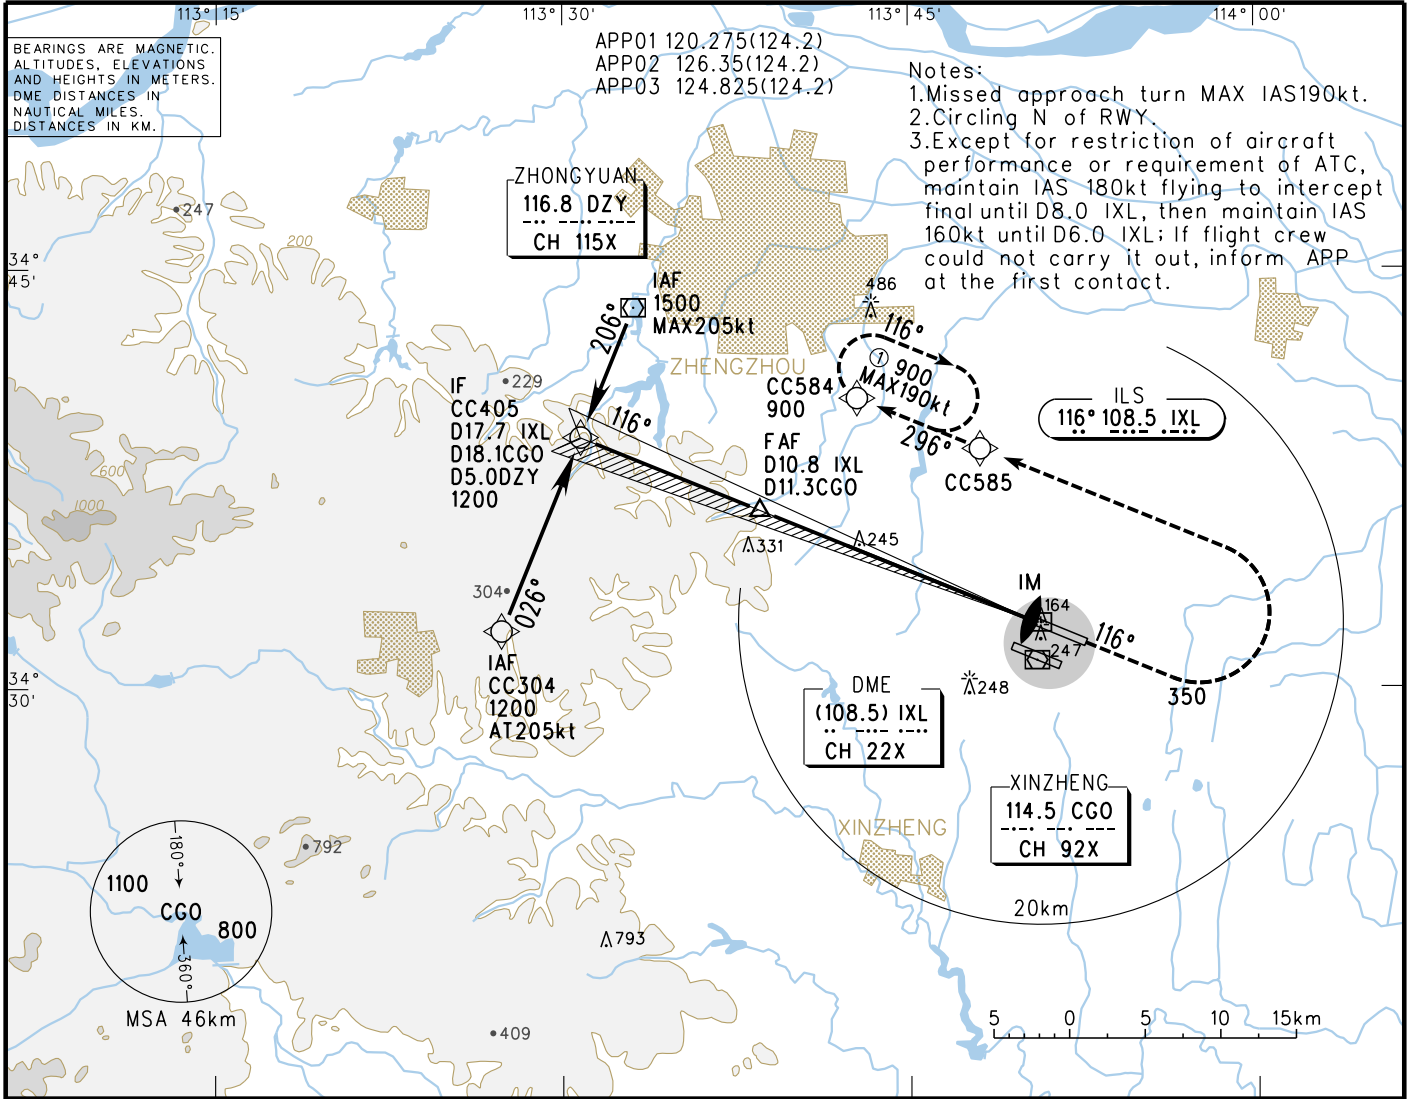 113° 15'
113° 30'
113° 45'
114° 00'
BEARINGS ARE MAGNETIC.
ALTITUDES, ELEVATIONS
AND HEIGHTS IN METERS.
DME DISTANCES IN
NAUTICAL MILES.
DISTANCES IN KM.
APP01 120.275(124.2)
APP02 126.35(124.2)
APP03 124.825(124.2)
Notes:
1.Missed approach turn MAX IAS190kt.
2.Circling N of RWY.
3.Except for restriction of aircraft
performance or requirement of ATC,
maintain IAS 180kt flying to intercept
final until D8.0 IXL, then maintain IAS
160kt until D6.0 IXL; If flight crew
could not carry it out, inform APP
at the first contact.
ZHONGYUAN
116.8 DZY
CH 115X
247
200
34°
45'
IAF
1500
MAX205kt
206°
486
116°
1 900
MAX190kt
ZHENGZHOU
229
IF
CC405
D17.7 IXL
D18.1CGO
D5.0DZY
1200
116°
CC584
900
296°
CC585
ILS
116° 108.5 IXL
FAF
D10.8 IXL
D11.3CGO
600
1000
331
245
304
026°
IM
164
247
116°
IAF
CC304
1200
AT205kt
34°
30'
248
350
DME
(108.5) IXL
CH 22X
XINZHENG
114.5 CGO
CH 92X
XINZHENG
792
180°
1100
CGO
800
360°
MSA 46km
793
409
20km
5 0 5 10 15km